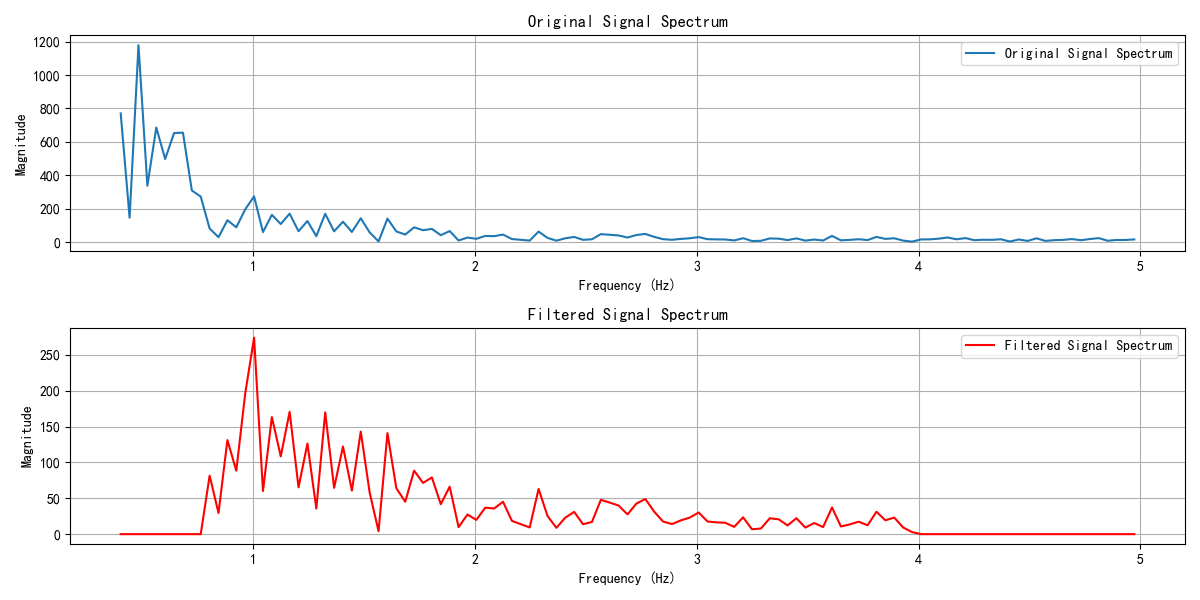 Original Signal Spectrum
Original Signal Spectrum
Magnitude
1200
1000
800
600
400
200
0
1
2
3
4
5
Frequency (Hz)
Filtered Signal Spectrum
Filtered Signal Spectrum
Magnitude
250
200
150
100
50
0
1
2
3
4
5
Frequency (Hz)